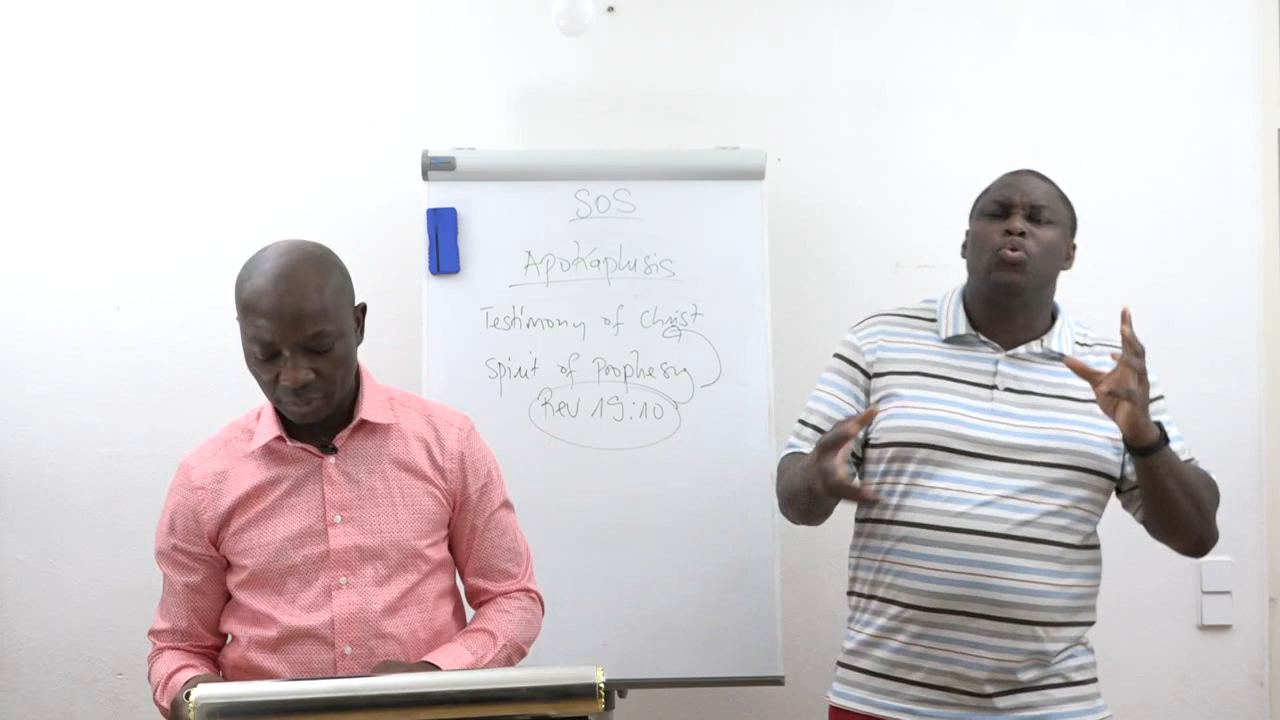 SOS
Apokaplusis
Testimony of Christ
Spirit of Prophesy
Rev 19:10